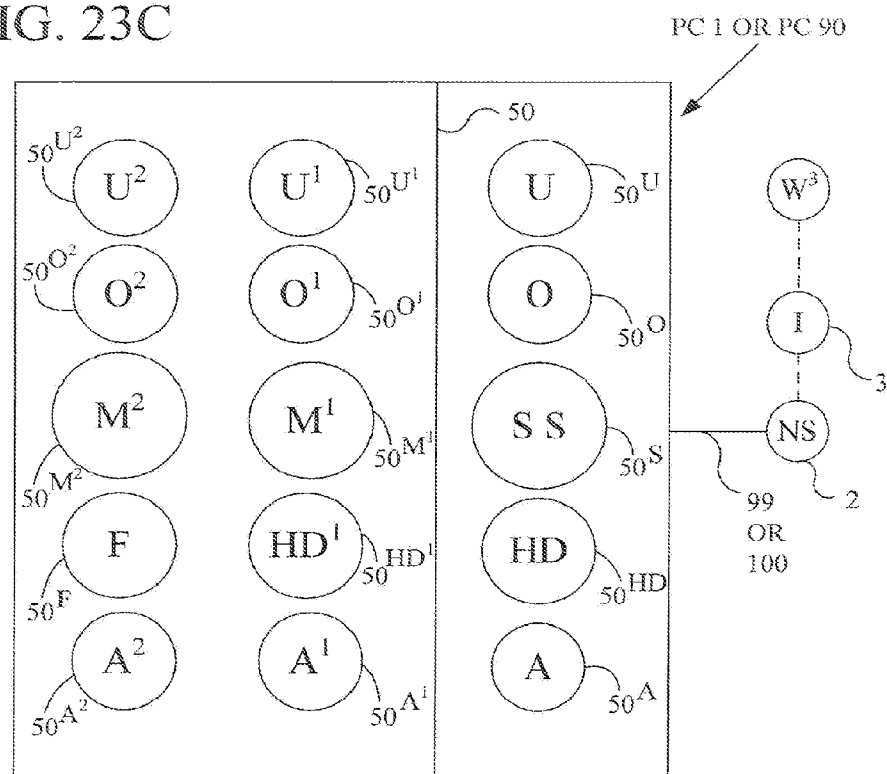 IG. 23C
PC 1 OR PC 90
50
50U²
U²
U¹
50U¹
U
50U
W³
50O²
O²
O¹
50O¹
O
50O
I
3
M²
50M²
M¹
50M¹
S S
50S
NS
2
99
OR
100
F
50F
HD¹
50HD¹
HD
50HD
A²
50A²
A¹
50A¹
A
50A